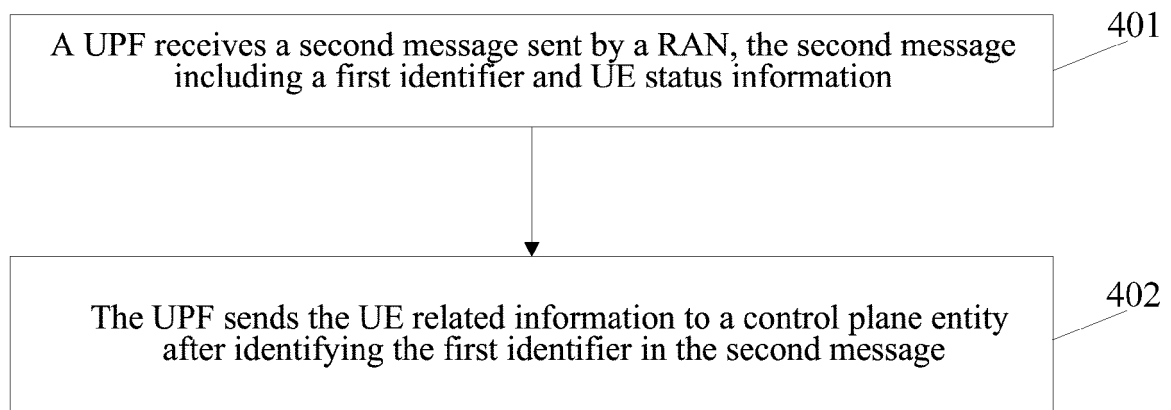 A UPF receives a second message sent by a RAN, the second message
including a first identifier and UE status information
401
The UPF sends the UE related information to a control plane entity
after identifying the first identifier in the second message
402